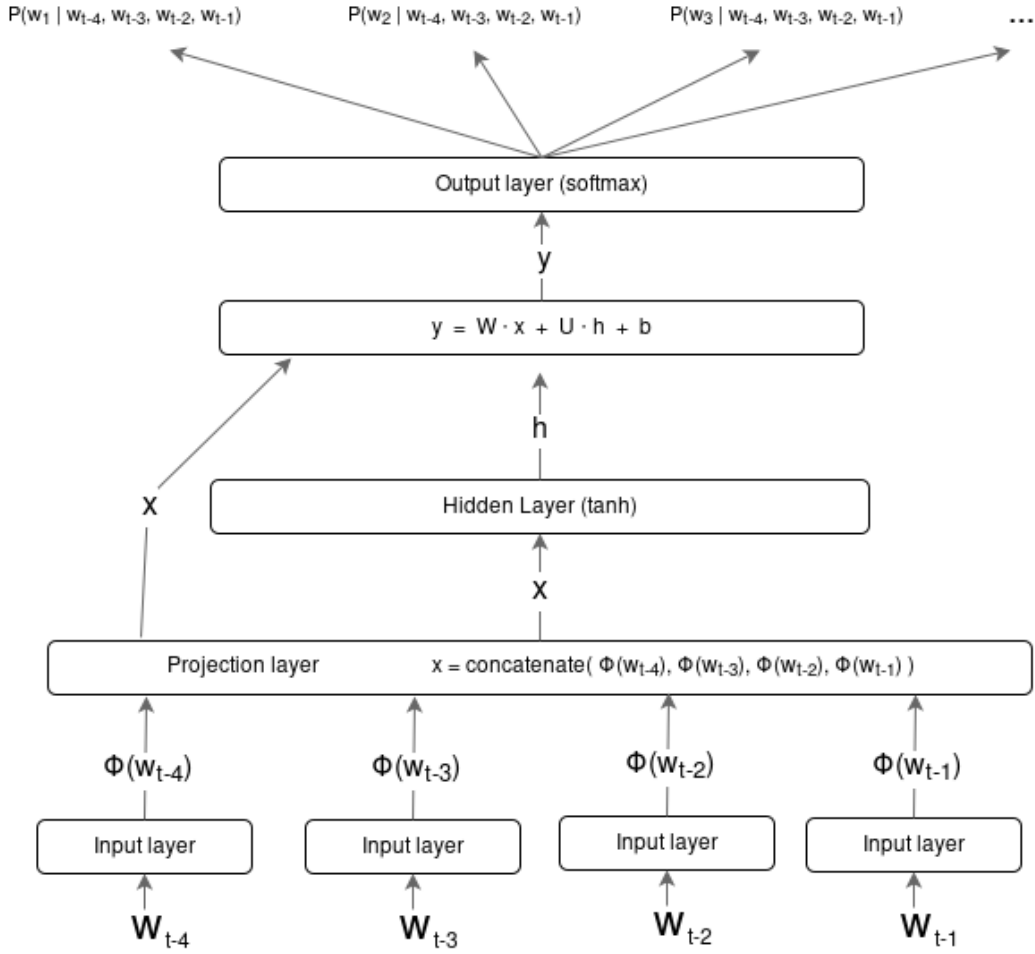 P(w₁ | wₜ₋₄, wₜ₋₃, wₜ₋₂, wₜ₋₁) P(w₂ | wₜ₋₄, wₜ₋₃, wₜ₋₂, wₜ₋₁) P(w₃ | wₜ₋₄, wₜ₋₃, wₜ₋₂, wₜ₋₁) ...
Output layer (softmax)
y
y = W · x + U · h + b
h
x
Hidden Layer (tanh)
x
Projection layer x = concatenate( Φ(wₜ₋₄), Φ(wₜ₋₃), Φ(wₜ₋₂), Φ(wₜ₋₁) )
Φ(wₜ₋₄) Φ(wₜ₋₃) Φ(wₜ₋₂) Φ(wₜ₋₁)
Input layer Input layer Input layer Input layer
Wₜ₋₄ Wₜ₋₃ Wₜ₋₂ Wₜ₋₁